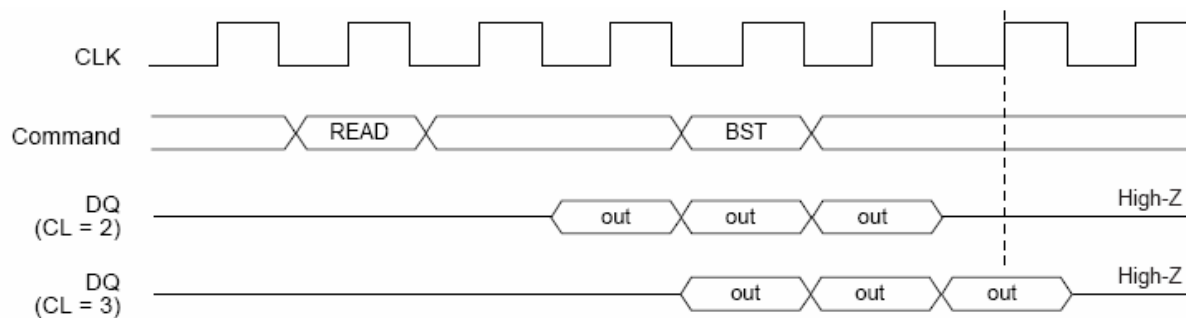 CLK
Command READ BST
DQ
(CL = 2) out out out High-Z
DQ
(CL = 3) out out out High-Z